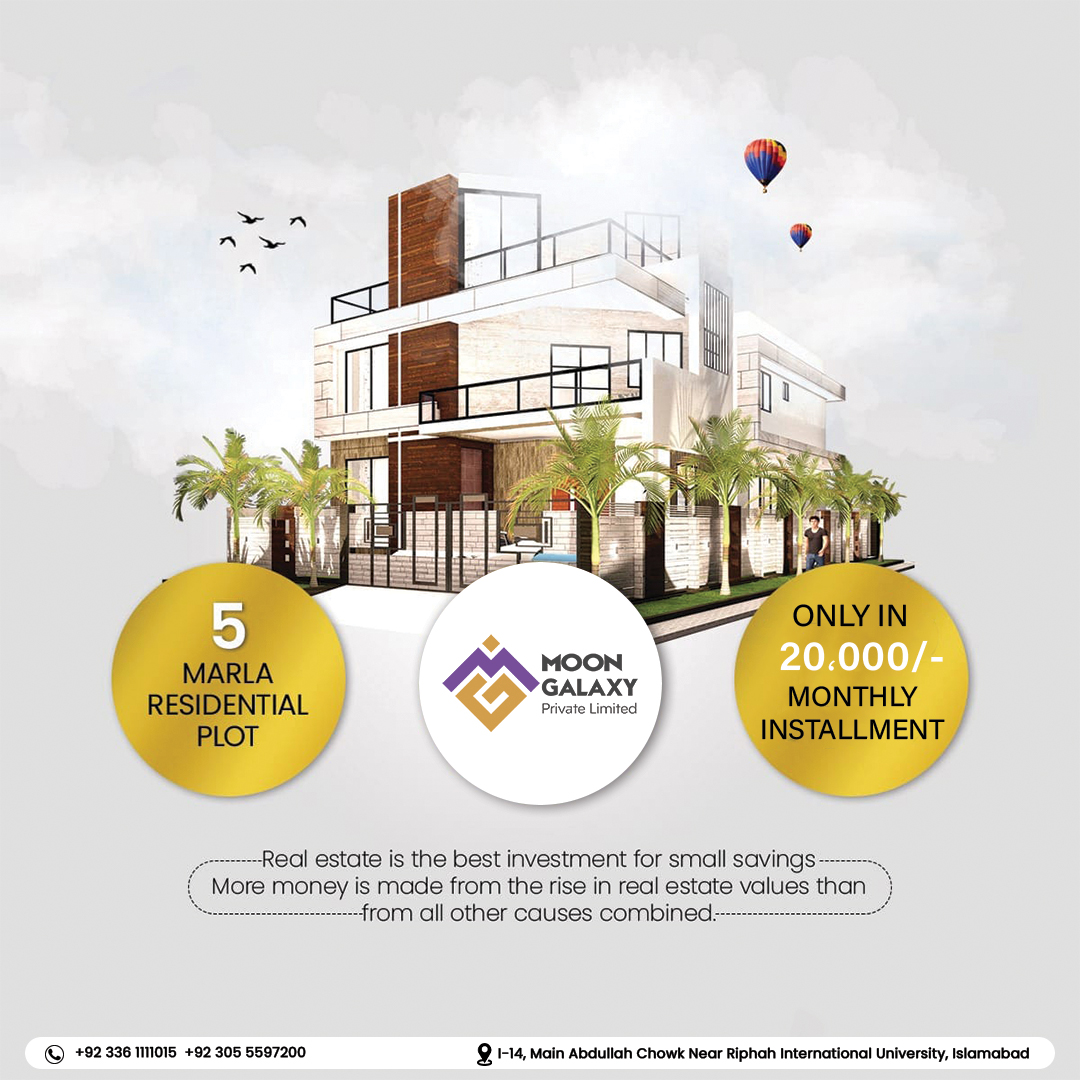 5
MARLA
RESIDENTIAL
PLOT
MOON
GALAXY
Private Limited
ONLY IN
20،000/-
MONTHLY
INSTALLMENT
Real estate is the best investment for small savings
More money is made from the rise in real estate values than
from all other causes combined.
+92 336 1111015 +92 305 5597200
I-14, Main Abdullah Chowk Near Riphah International University, Islamabad